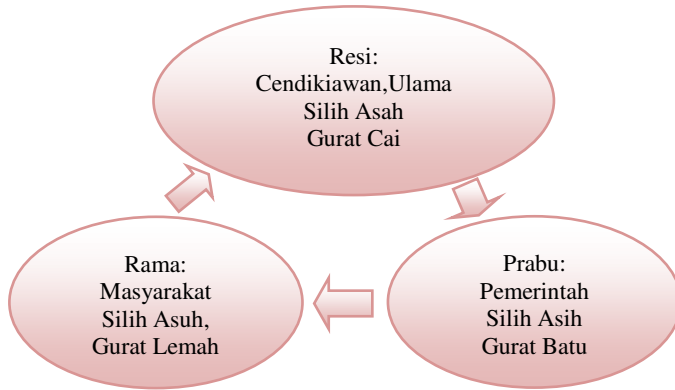 Resi:
Cendikiawan,Ulama
Silih Asah
Gurat Cai
Rama:
Masyarakat
Silih Asuh,
Gurat Lemah
Prabu:
Pemerintah
Silih Asih
Gurat Batu